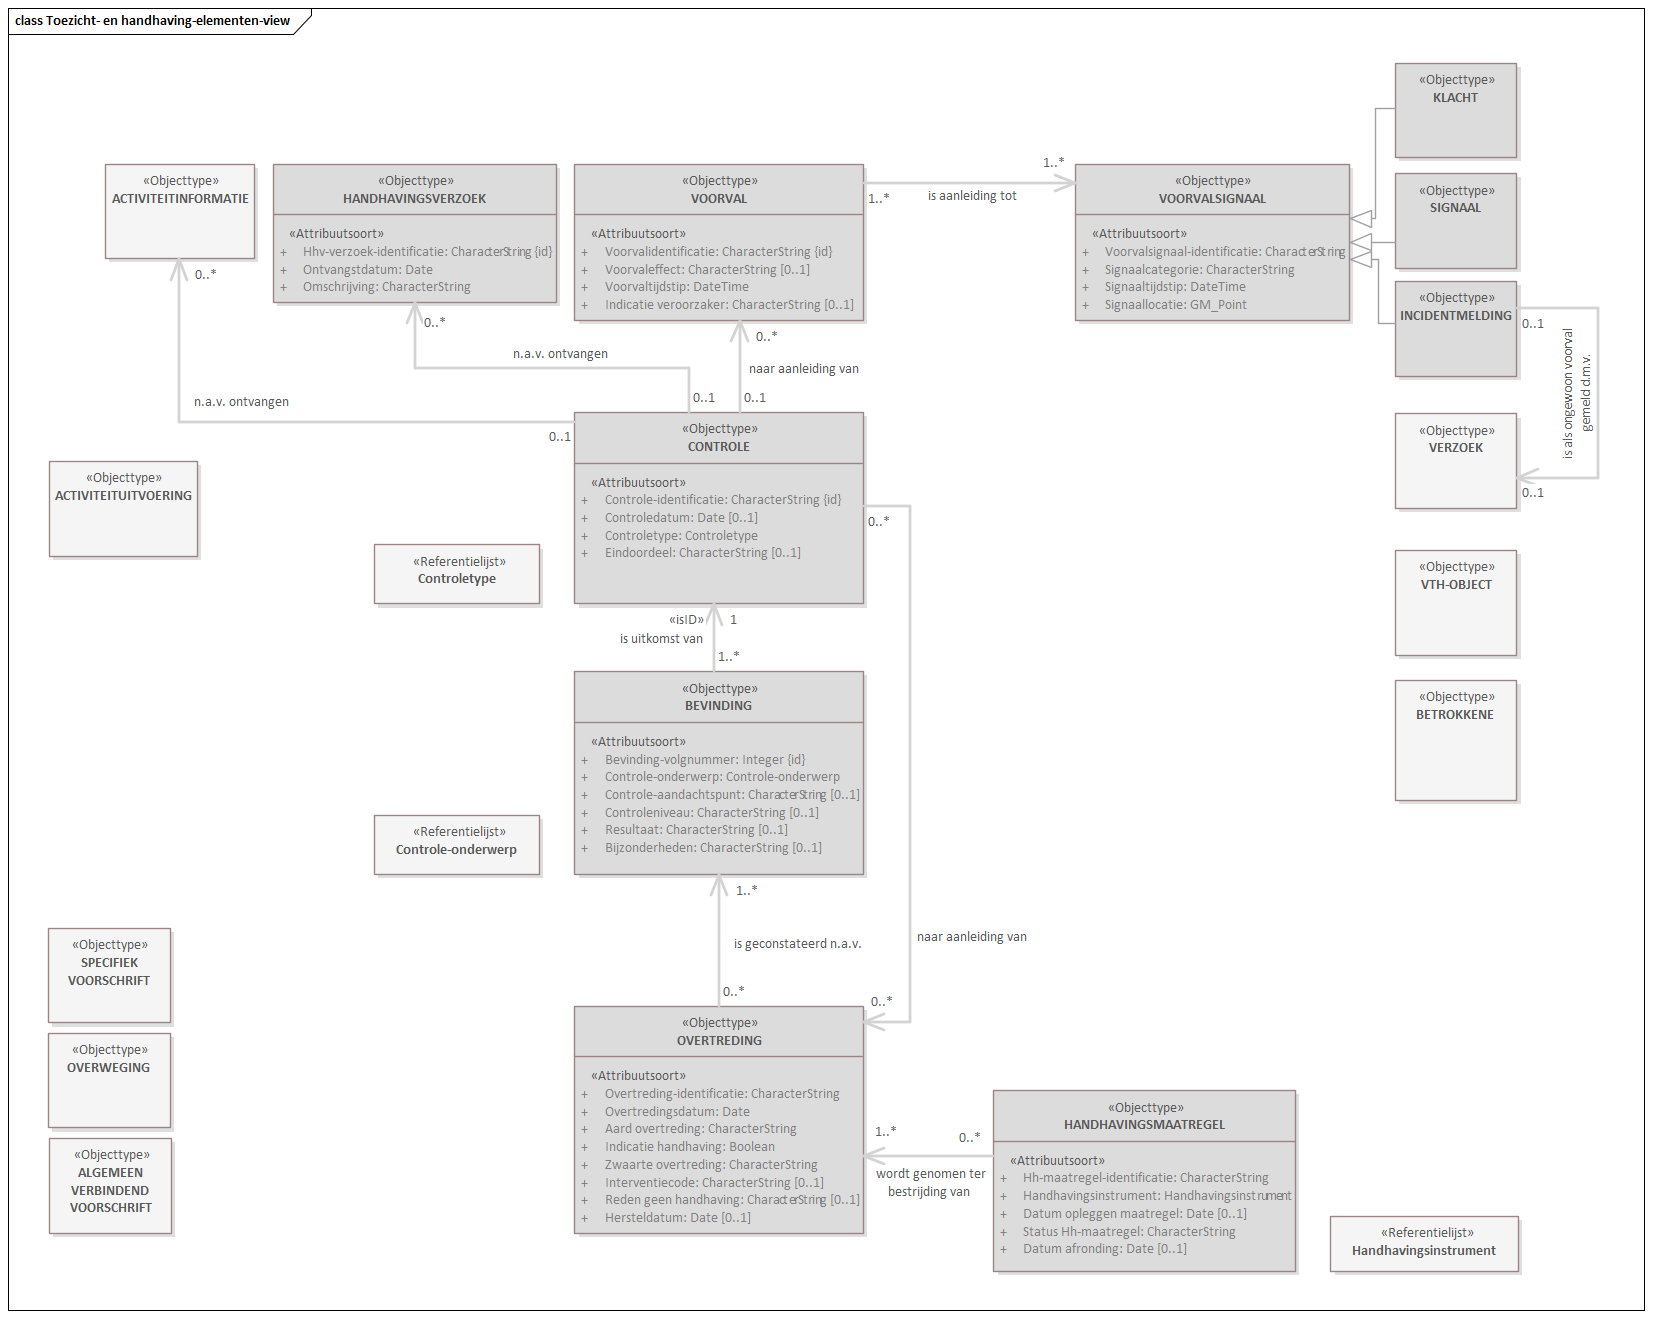 class Toezicht- en handhaving-elementen-view
«Objecttype»
KLACHT
«Objecttype»
ACTIVITEITINFORMATIE
«Objecttype»
HANDHAVINGSVERZOEK
«Attribuutsoort»
+ Hhv-verzoek-identificatie: CharacterString {id}
+ Ontvangstdatum: Date
+ Omschrijving: CharacterString
«Objecttype»
VOORVAL
«Attribuutsoort»
+ Voorvalidentificatie: CharacterString {id}
+ Voorvaleffect: CharacterString [0..1]
+ Voorvaltijdstip: DateTime
+ Indicatie veroorzaker: CharacterString [0..1]
1..*
is aanleiding tot
1..*
«Objecttype»
VOORVALSIGNAAL
«Attribuutsoort»
+ Voorvalsignaal-identificatie: CharacterString
+ Signaalcategorie: CharacterString
+ Signaaltijdstip: DateTime
+ Signaallocatie: GM_Point
«Objecttype»
SIGNAAL
«Objecttype»
INCIDENTMELDING
0..1
is als ongewoon voorval
gemeld d.m.v.
0..1
0..*
n.a.v. ontvangen
0..1
0..*
n.a.v. ontvangen
0..1
0..*
naar aanleiding van
0..1
«Objecttype»
CONTROLE
«Attribuutsoort»
+ Controle-identificatie: CharacterString {id}
+ Controledatum: Date [0..1]
+ Controletype: Controletype
+ Eindoordeel: CharacterString [0..1]
«Objecttype»
VERZOEK
«Objecttype»
ACTIVITEITUITVOERING
«Referentielijst»
Controletype
«Objecttype»
VTH-OBJECT
0..*
naar aanleiding van
0..*
«isID»
1
is uitkomst van
1..*
«Objecttype»
BEVINDING
«Attribuutsoort»
+ Bevinding-volgnummer: Integer {id}
+ Controle-onderwerp: Controle-onderwerp
+ Controle-aandachtspunt: CharacterString [0..1]
+ Controleniveau: CharacterString [0..1]
+ Resultaat: CharacterString [0..1]
+ Bijzonderheden: CharacterString [0..1]
«Objecttype»
BETROKKENE
«Referentielijst»
Controle-onderwerp
1..*
is geconstateerd n.a.v.
0..*
«Objecttype»
SPECIFIEK
VOORSCHRIFT
«Objecttype»
OVERWEGING
«Objecttype»
ALGEMEEN
VERBINDEND
VOORSCHRIFT
«Objecttype»
OVERTREDING
«Attribuutsoort»
+ Overtreding-identificatie: CharacterString
+ Overtredingsdatum: Date
+ Aard overtreding: CharacterString
+ Indicatie handhaving: Boolean
+ Zwaarte overtreding: CharacterString
+ Interventiecode: CharacterString [0..1]
+ Reden geen handhaving: CharacterString [0..1]
+ Hersteldatum: Date [0..1]
1..*
0..*
wordt genomen ter
bestrijding van
«Objecttype»
HANDHAVINGSMAATREGEL
«Attribuutsoort»
+ Hh-maatregel-identificatie: CharacterString
+ Handhavingsinstrument: Handhavingsinstrument
+ Datum opleggen maatregel: Date [0..1]
+ Status Hh-maatregel: CharacterString
+ Datum afronding: Date [0..1]
«Referentielijst»
Handhavingsinstrument